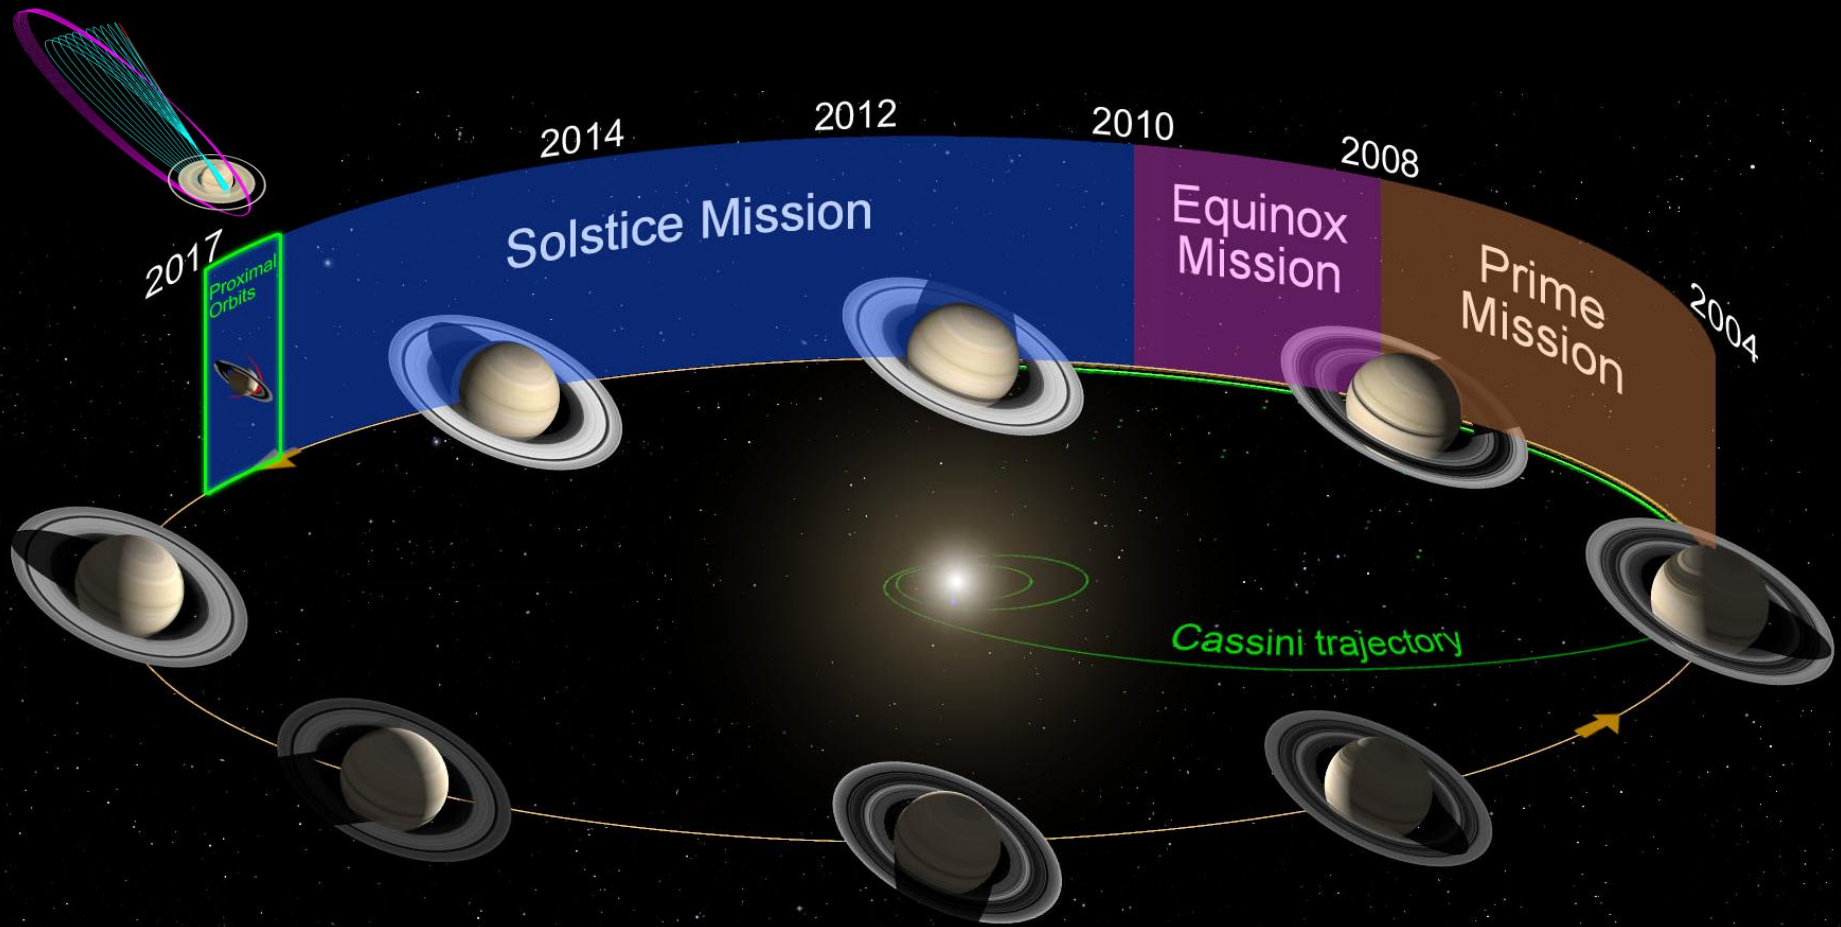 2017
2014
2012
2010
2008
2004
Proximal
Orbits
Solstice Mission
Equinox
Mission
Prime
Mission
Cassini trajectory